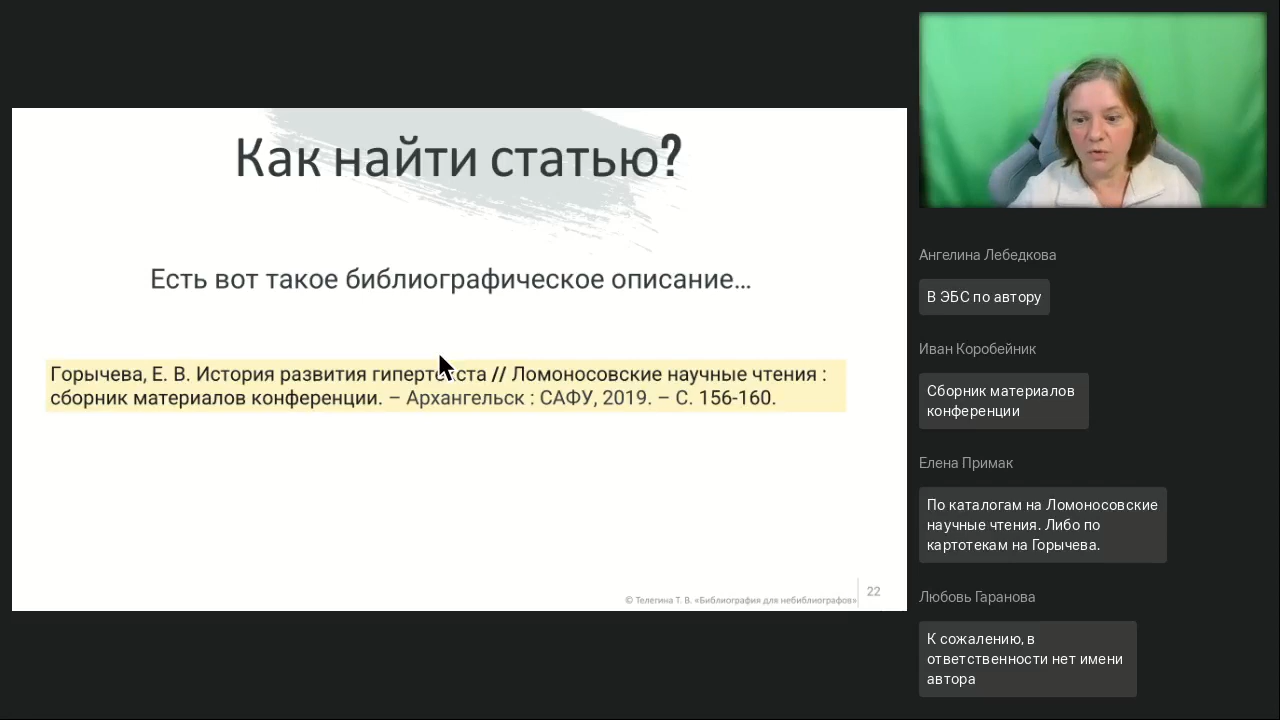 Как найти статью?
Есть вот такое библиографическое описание...
Горычева, Е. В. История развития гипертекста // Ломоносовские научные чтения :
сборник материалов конференции. – Архангельск : САФУ, 2019. – С. 156-160.
© Телегина Т. В. «Библиография для небиблиографов»
22
Ангелина Лебедкова
В ЭБС по автору
Иван Коробейник
Сборник материалов
конференции
Елена Примак
По каталогам на Ломоносовские
научные чтения. Либо по
картотекам на Горычева.
Любовь Гаранова
К сожалению, в
ответственности нет имени
автора